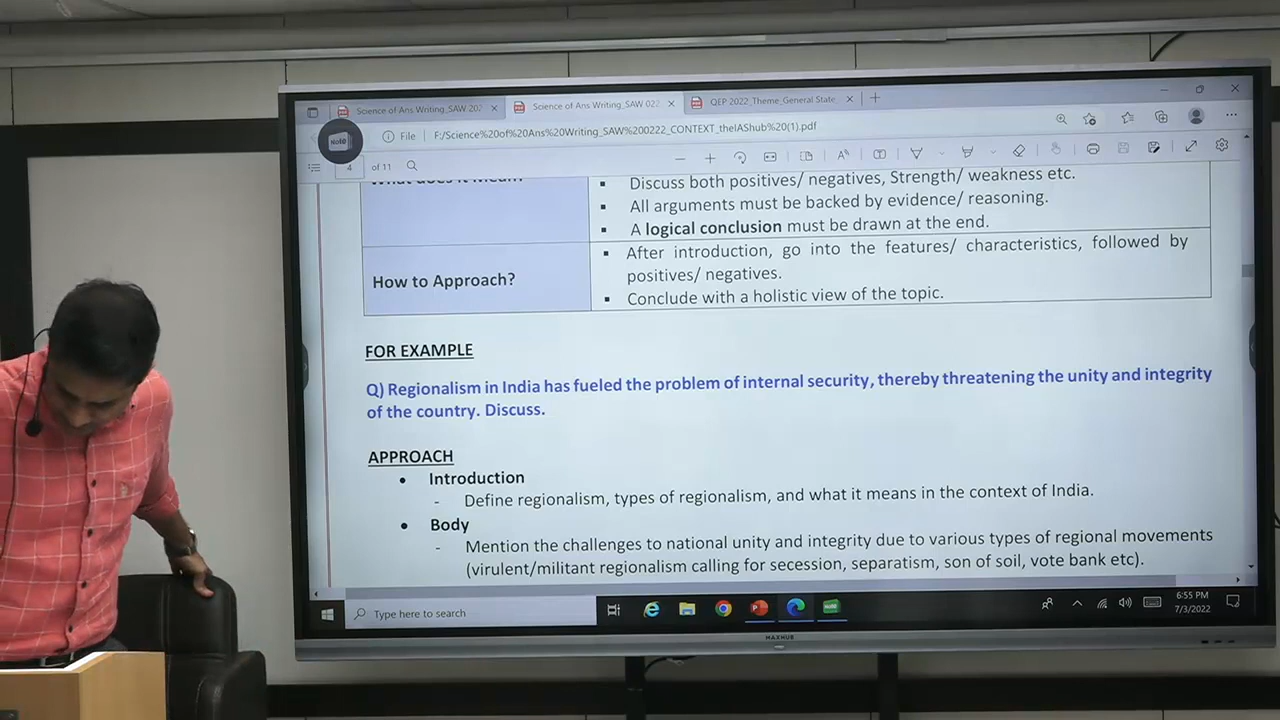 Science of Ans Writing_SAW 202
Science of Ans Writing_SAW 022
QEP 2022_Theme_General State
Note
File
F:/Science%20of%20Ans%20Writing_SAW%200222_CONTEXT_theIAShub%20(1).pdf
4 of 11
▪ Discuss both positives/ negatives, Strength/ weakness etc.
▪ All arguments must be backed by evidence/ reasoning.
▪ A logical conclusion must be drawn at the end.
How to Approach?
▪ After introduction, go into the features/ characteristics, followed by
positives/ negatives.
▪ Conclude with a holistic view of the topic.
FOR EXAMPLE
Q) Regionalism in India has fueled the problem of internal security, thereby threatening the unity and integrity
of the country. Discuss.
APPROACH
• Introduction
- Define regionalism, types of regionalism, and what it means in the context of India.
• Body
- Mention the challenges to national unity and integrity due to various types of regional movements
(virulent/militant regionalism calling for secession, separatism, son of soil, vote bank etc).
Type here to search
6:55 PM
7/3/2022
MAXHUB